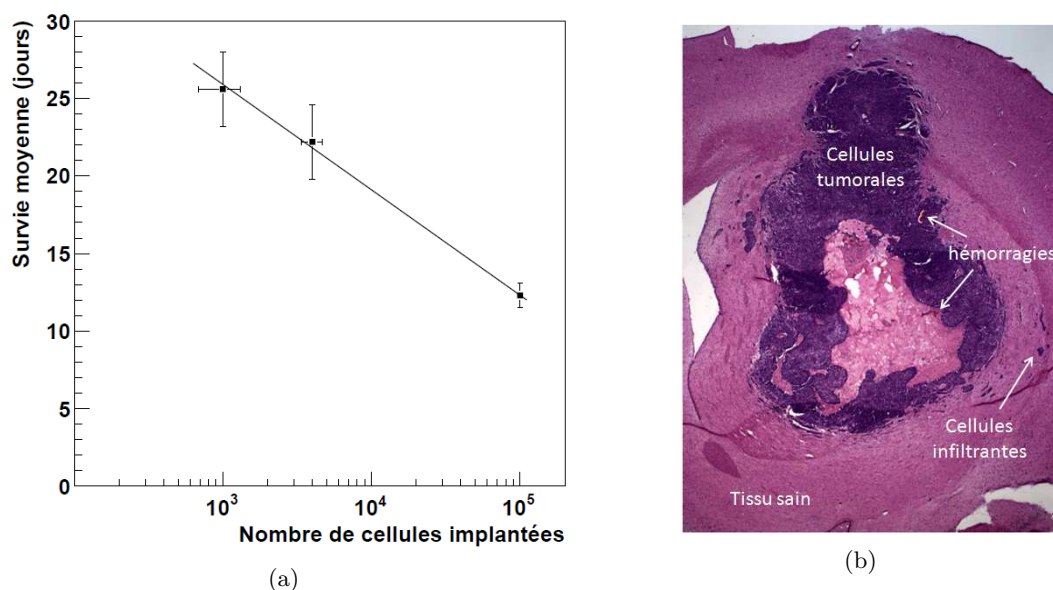 30
25
20
15
10
5
0
Survie moyenne (jours)
10³ 10⁴ 10⁵
Nombre de cellules implantées
(a)
Cellules
tumorales
hémorragies
Cellules
infiltrantes
Tissu sain
(b)